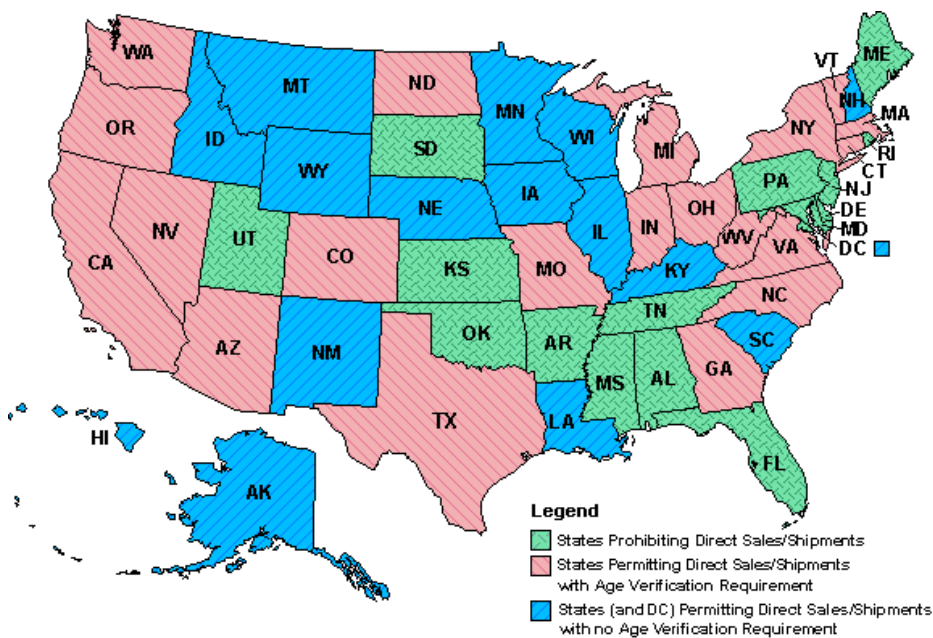 WA
MT
ND
MN
ME
VT
NH
MA
OR
ID
WY
SD
WI
MI
NY
RI
CT
NV
UT
NE
IA
PA
NJ
DE
MD
DC
CA
CO
KS
MO
IL
IN
OH
WV
VA
KY
NC
AZ
NM
OK
AR
TN
SC
TX
LA
MS
AL
GA
FL
HI
AK
Legend
States Prohibiting Direct Sales/Shipments
States Permitting Direct Sales/Shipments
with Age Verification Requirement
States (and DC) Permitting Direct Sales/Shipments
with no Age Verification Requirement